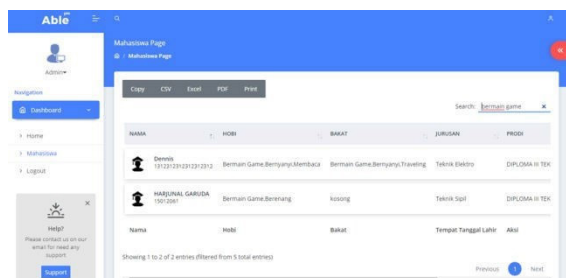 Able
Mahasiswa Page
/ Mahasiswa Page
Admin
Navigation
Dashboard
Home
Mahasiswa
Logout
Help?
Please contact us on our
email for need any
support
Support
Copy CSV Excel PDF Print
Search: bermain game
NAMA HOBI BAKAT JURUSAN PRODI
Dennis
Bermain Game,Bernyanyi,Membaca Bermain Game,Bernyanyi,Traveling Teknik Elektro DIPLOMA III TEK
HARJUNAL GARUDA
15012061
Bermain Game,Berenang kosong Teknik Sipil DIPLOMA III TEK
Nama Hobi Bakat Tempat Tanggal Lahir Aksi
Showing 1 to 2 of 2 entries (filtered from 5 total entries)
Previous 1 Next